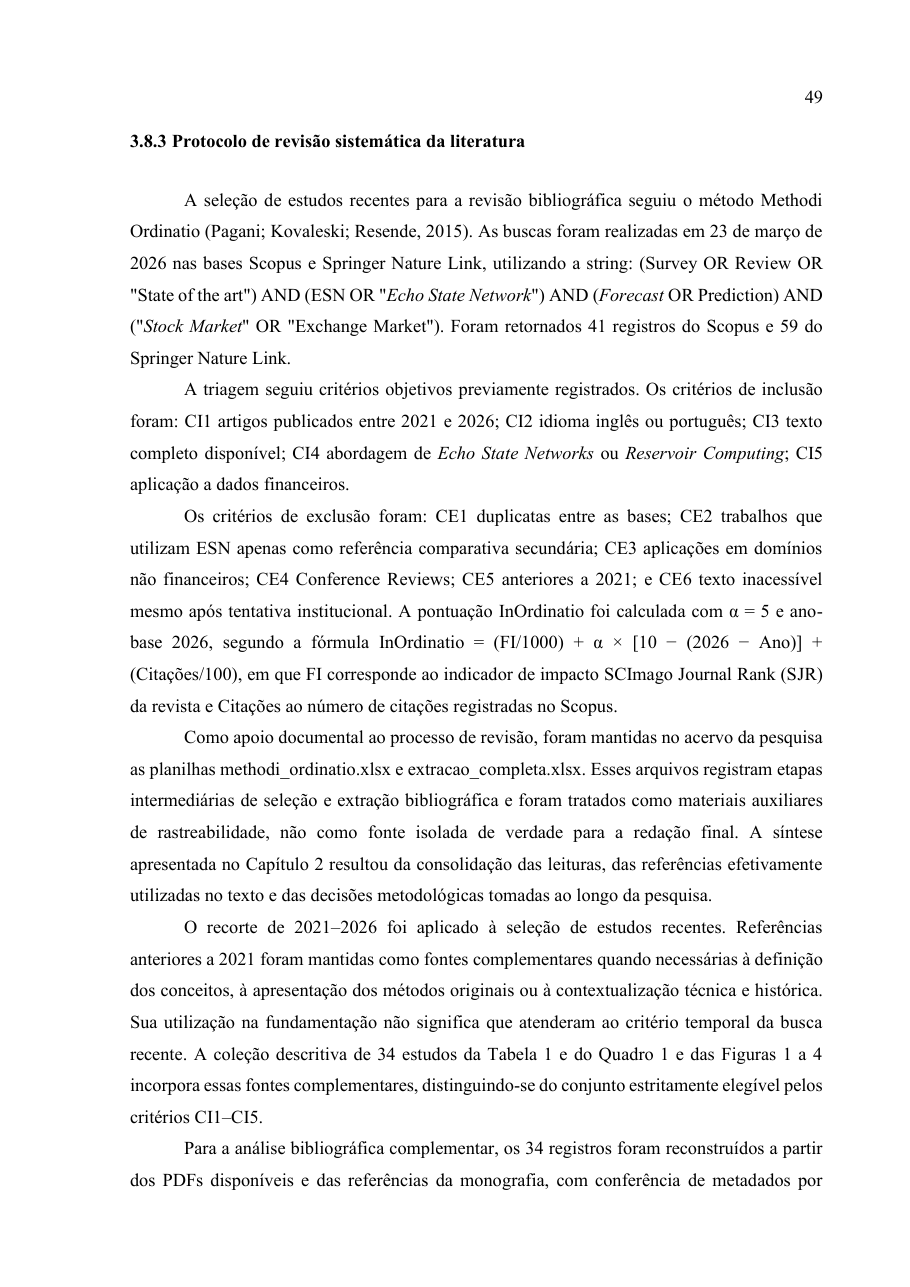 49
3.8.3 Protocolo de revisão sistemática da literatura
A seleção de estudos recentes para a revisão bibliográfica seguiu o método Methodi
Ordinatio (Pagani; Kovaleski; Resende, 2015). As buscas foram realizadas em 23 de março de
2026 nas bases Scopus e Springer Nature Link, utilizando a string: (Survey OR Review OR
"State of the art") AND (ESN OR "Echo State Network") AND (Forecast OR Prediction) AND
("Stock Market" OR "Exchange Market"). Foram retornados 41 registros do Scopus e 59 do
Springer Nature Link.
A triagem seguiu critérios objetivos previamente registrados. Os critérios de inclusão
foram: CI1 artigos publicados entre 2021 e 2026; CI2 idioma inglês ou português; CI3 texto
completo disponível; CI4 abordagem de Echo State Networks ou Reservoir Computing; CI5
aplicação a dados financeiros.
Os critérios de exclusão foram: CE1 duplicatas entre as bases; CE2 trabalhos que
utilizam ESN apenas como referência comparativa secundária; CE3 aplicações em domínios
não financeiros; CE4 Conference Reviews; CE5 anteriores a 2021; e CE6 texto inacessível
mesmo após tentativa institucional. A pontuação InOrdinatio foi calculada com α = 5 e ano-
base 2026, segundo a fórmula InOrdinatio = (FI/1000) + α × [10 − (2026 − Ano)] +
(Citações/100), em que FI corresponde ao indicador de impacto SCImago Journal Rank (SJR)
da revista e Citações ao número de citações registradas no Scopus.
Como apoio documental ao processo de revisão, foram mantidas no acervo da pesquisa
as planilhas methodi_ordinatio.xlsx e extracao_completa.xlsx. Esses arquivos registram etapas
intermediárias de seleção e extração bibliográfica e foram tratados como materiais auxiliares
de rastreabilidade, não como fonte isolada de verdade para a redação final. A síntese
apresentada no Capítulo 2 resultou da consolidação das leituras, das referências efetivamente
utilizadas no texto e das decisões metodológicas tomadas ao longo da pesquisa.
O recorte de 2021–2026 foi aplicado à seleção de estudos recentes. Referências
anteriores a 2021 foram mantidas como fontes complementares quando necessárias à definição
dos conceitos, à apresentação dos métodos originais ou à contextualização técnica e histórica.
Sua utilização na fundamentação não significa que atenderam ao critério temporal da busca
recente. A coleção descritiva de 34 estudos da Tabela 1 e do Quadro 1 e das Figuras 1 a 4
incorpora essas fontes complementares, distinguindo-se do conjunto estritamente elegível pelos
critérios CI1–CI5.
Para a análise bibliográfica complementar, os 34 registros foram reconstruídos a partir
dos PDFs disponíveis e das referências da monografia, com conferência de metadados por